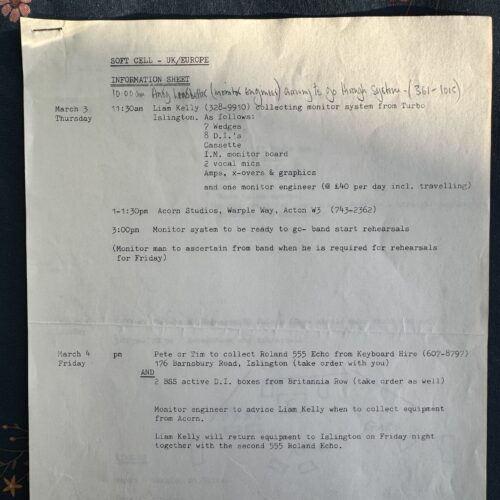 SOFT CELL - UK/EUROPE
INFORMATION SHEET
10.00am Andy (monitor engineer) to go through System - (361-
March 3 11:30am Liam Kelly (328-9910) collecting monitor system from Turbo
Thursday Islington. As follows:
7 Wedges
8 D.I.'s
Cassette
I.M. monitor board
2 vocal mics
Amps, x-overs & graphics
and one monitor engineer (@ £40 per day incl. travelling)
1-1:30pm Acorn Studios, Warple Way, Acton W3 (743-2362)
3:00pm Monitor system to be ready to go- band start rehearsals
(Monitor man to ascertain from band when he is required for rehearsals
for Friday)
March 4 pm Pete or Tim to collect Roland 555 Echo from Keyboard Hire (607-8797)
Friday 176 Barnsbury Road, Islington (take order with you)
AND
2 BSS active D.I. boxes from Britannia Row (take order as well)
Monitor engineer to advise Liam Kelly when to collect equipment
from Acorn.
Liam Kelly will return equipment to Islington on Friday night
together with the second 555 Roland Echo.